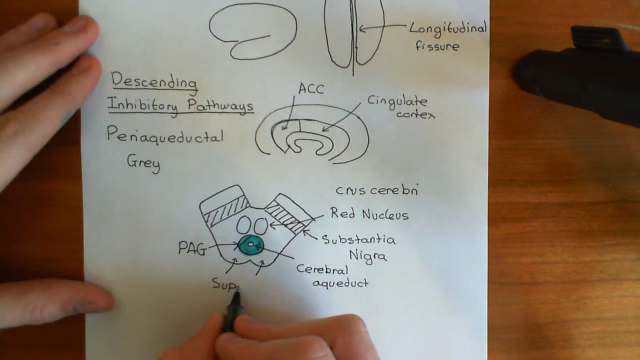 Longitudinal
fissure
Descending
Inhibitory Pathways
Periaqueductal
Grey
ACC
Cingulate
cortex
crus cerebri
Red Nucleus
Substantia
Nigra
PAG
Cerebral
aqueduct
Sup